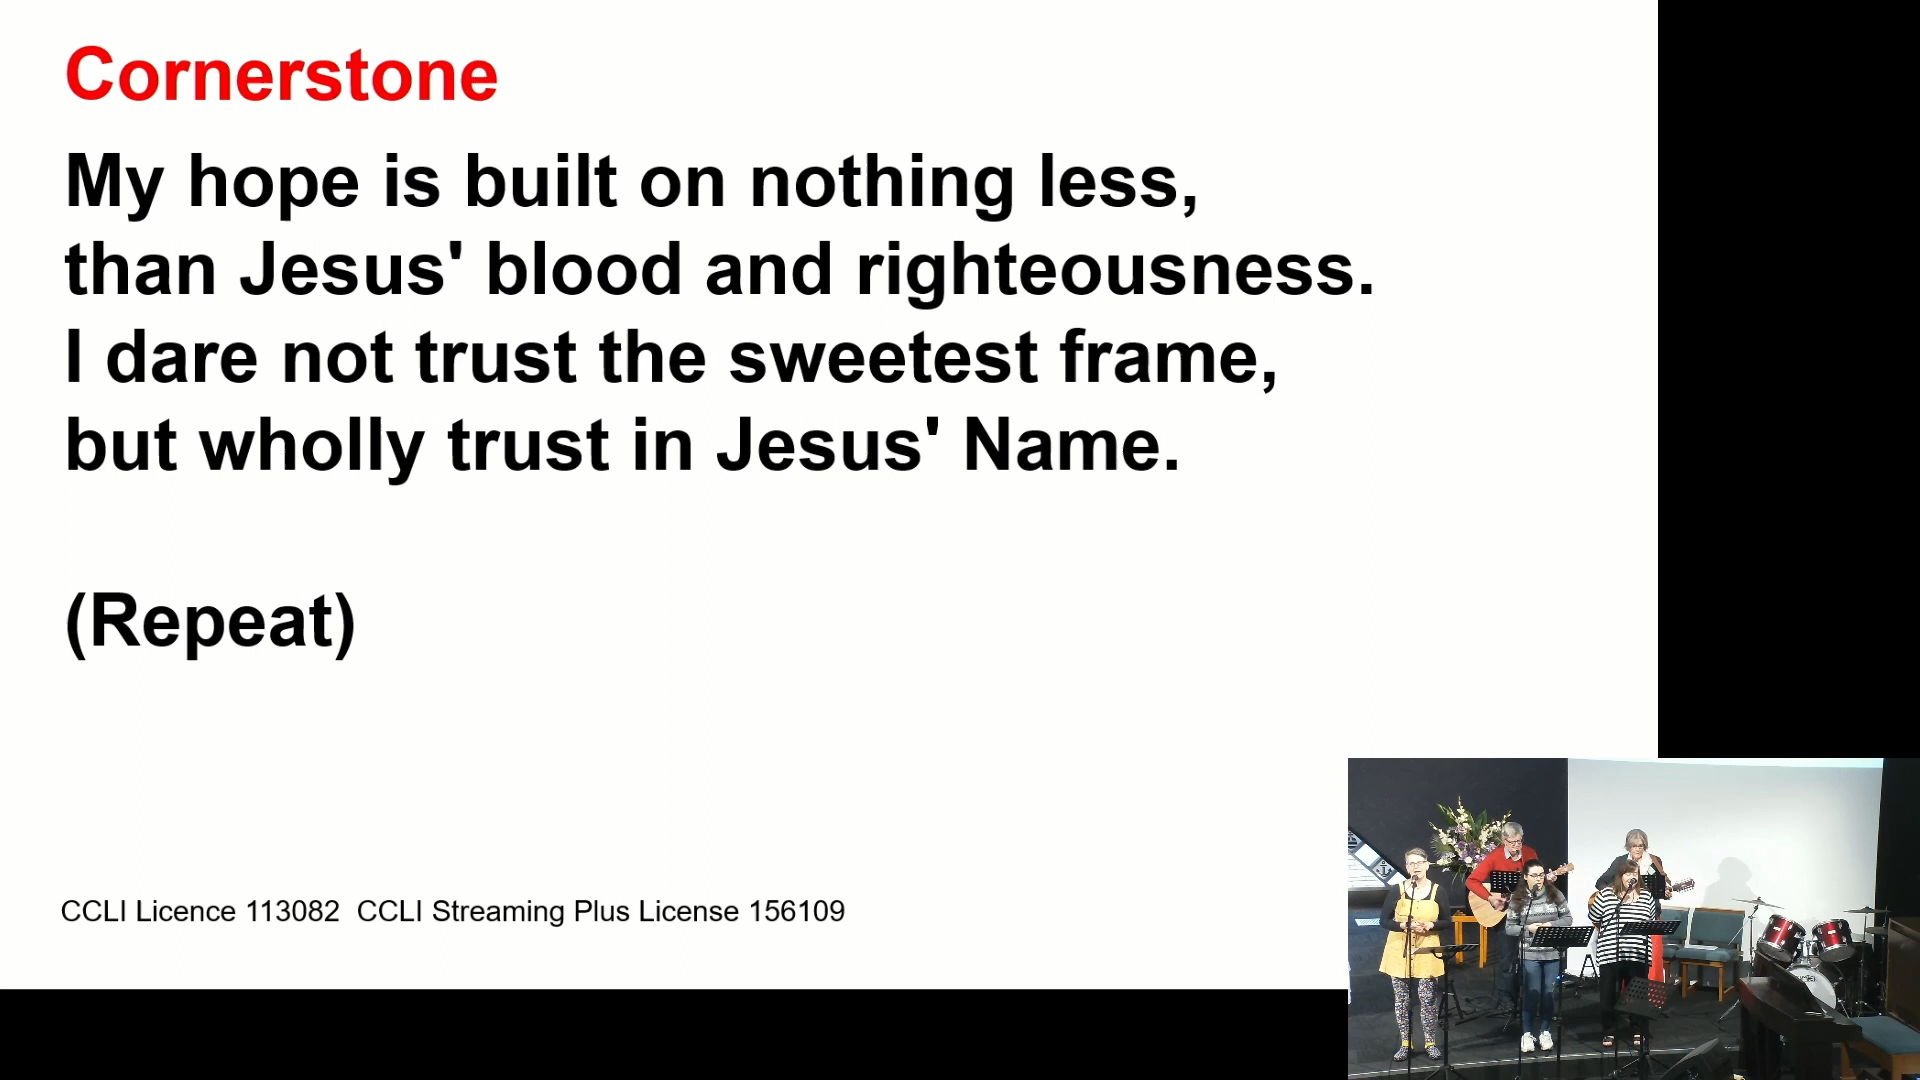 Cornerstone
My hope is built on nothing less,
than Jesus' blood and righteousness.
I dare not trust the sweetest frame,
but wholly trust in Jesus' Name.
(Repeat)
CCLI Licence 113082  CCLI Streaming Plus License 156109